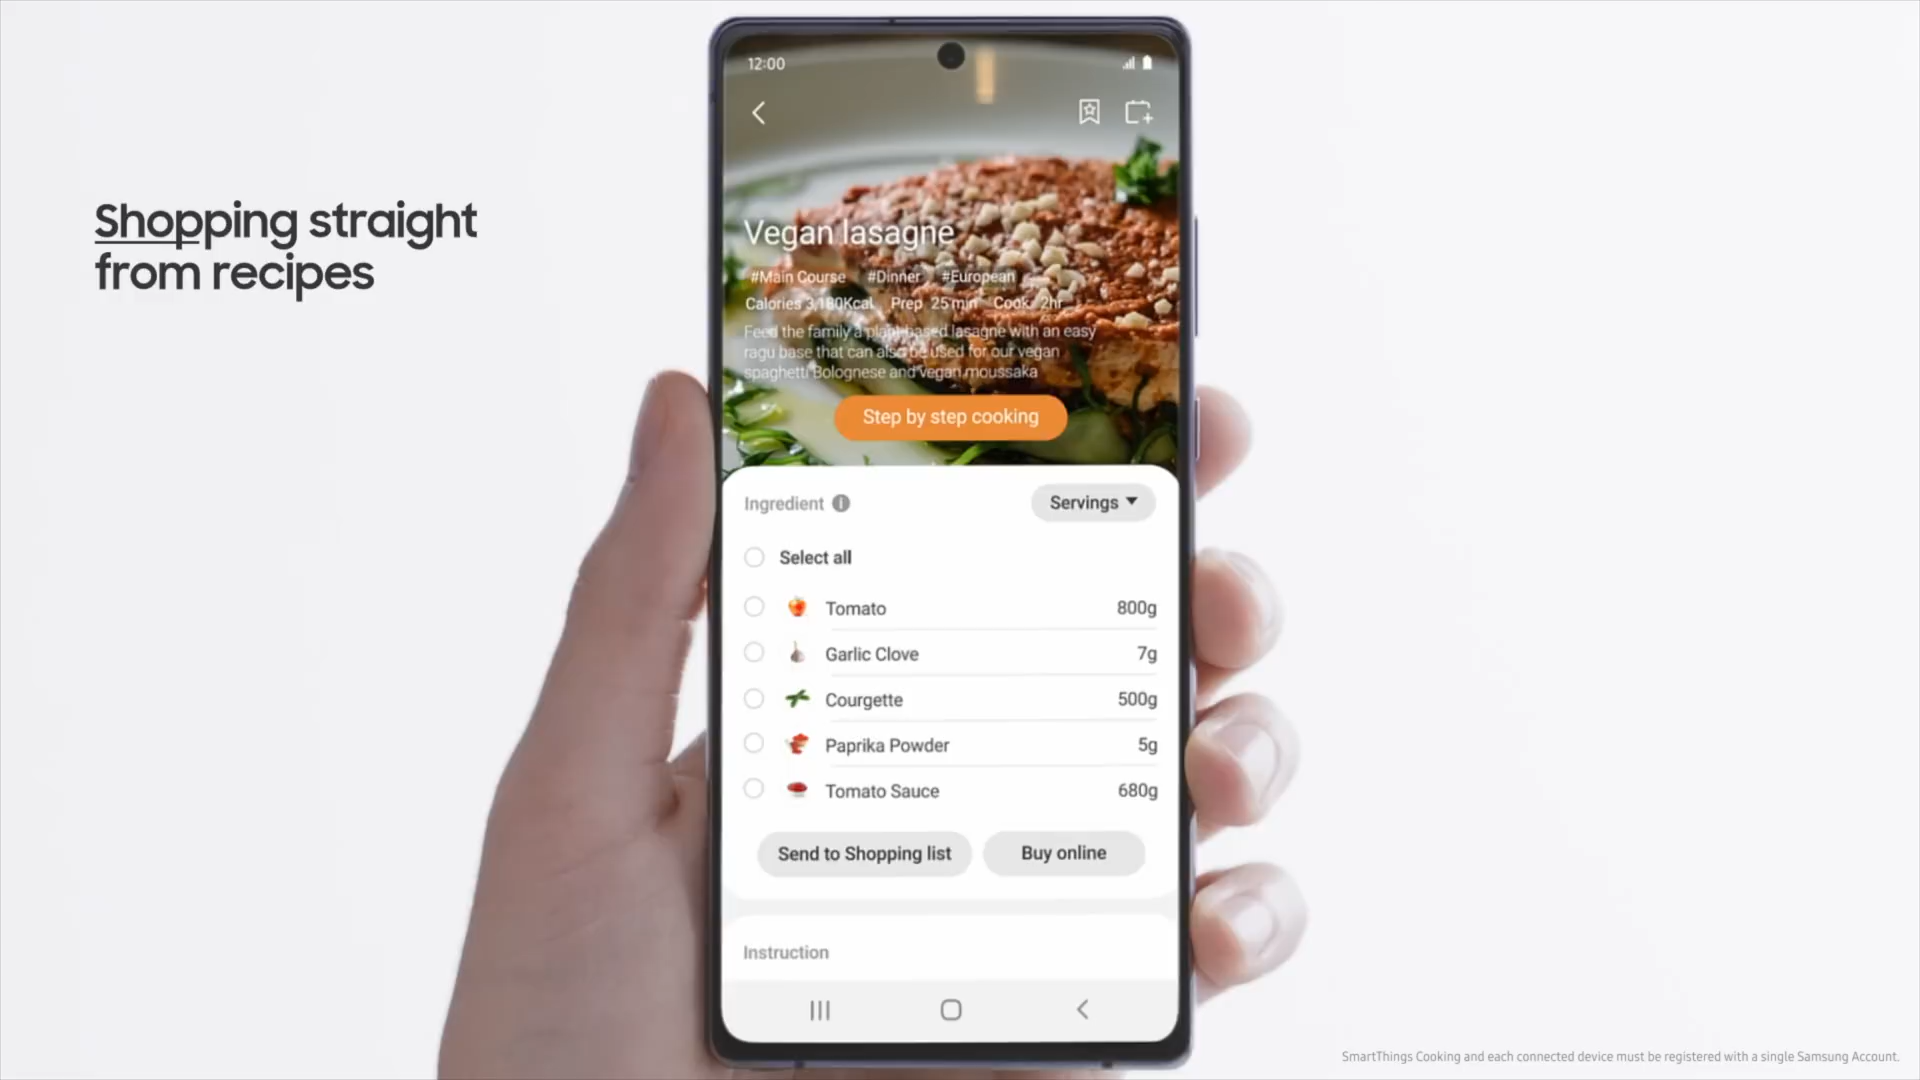 Shopping straight
from recipes
12:00
Vegan lasagne
#Main Course #Dinner #European
Calories 3,180Kcal Prep 25 min Cook 2hr
Feed the family a plant-based lasagne with an easy
ragu base that can also be used for our vegan
spaghetti Bolognese and vegan moussaka
Step by step cooking
Ingredient
Servings
Select all
Tomato 800g
Garlic Clove 7g
Courgette 500g
Paprika Powder 5g
Tomato Sauce 680g
Send to Shopping list
Buy online
Instruction
SmartThings Cooking and each connected device must be registered with a single Samsung Account.